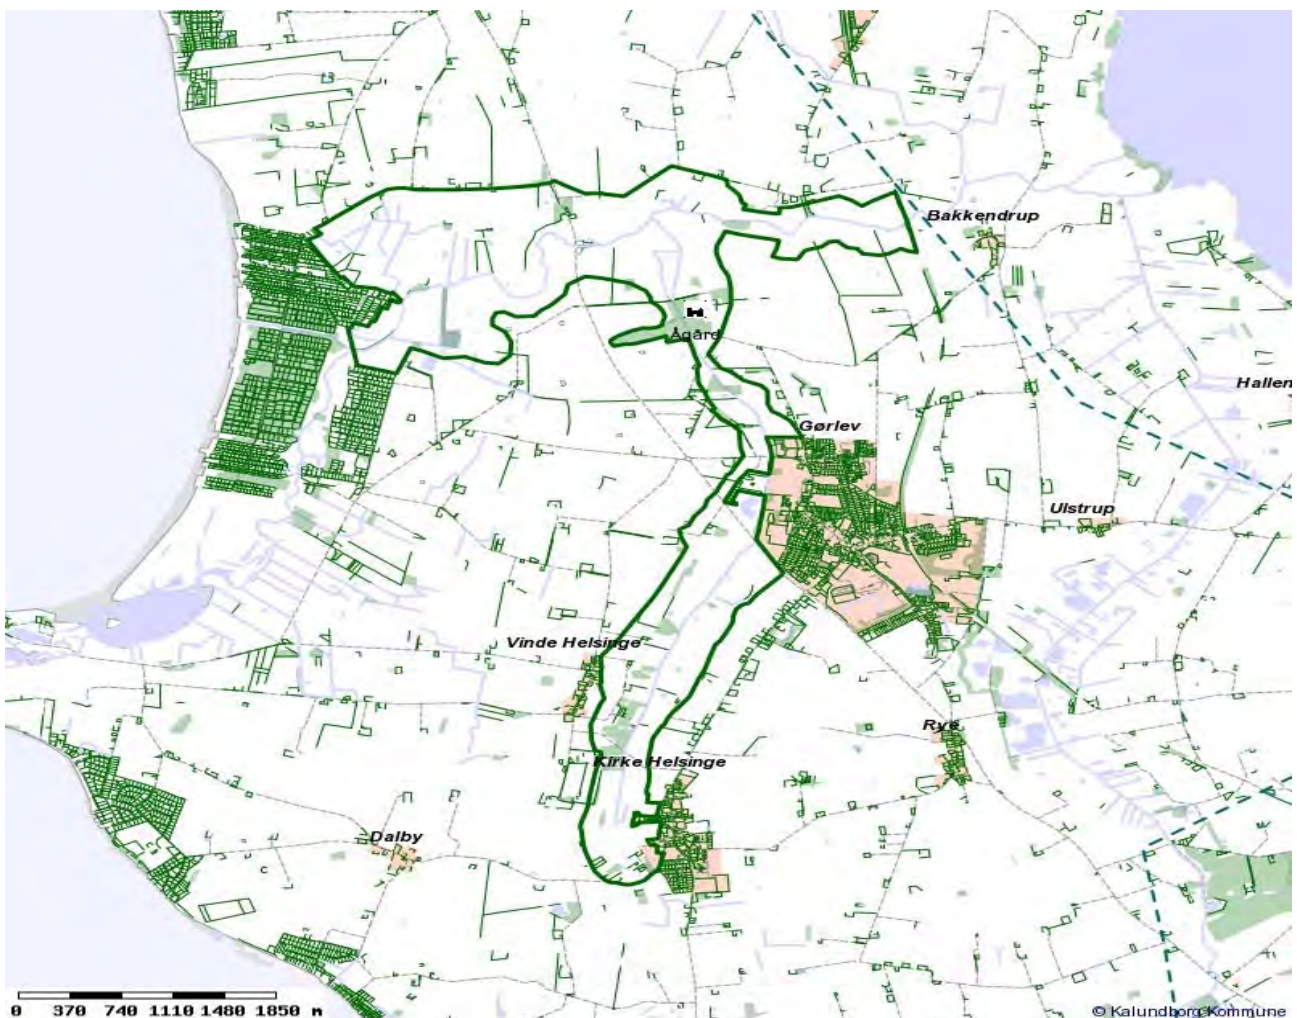 Bakkendrup
Ågård
Hallen
Gørlev
Ulstrup
Vinde Helsinge
Rye
Kirke Helsinge
Dalby
0 370 740 1110 1480 1850 m
© Kalundborg Kommune